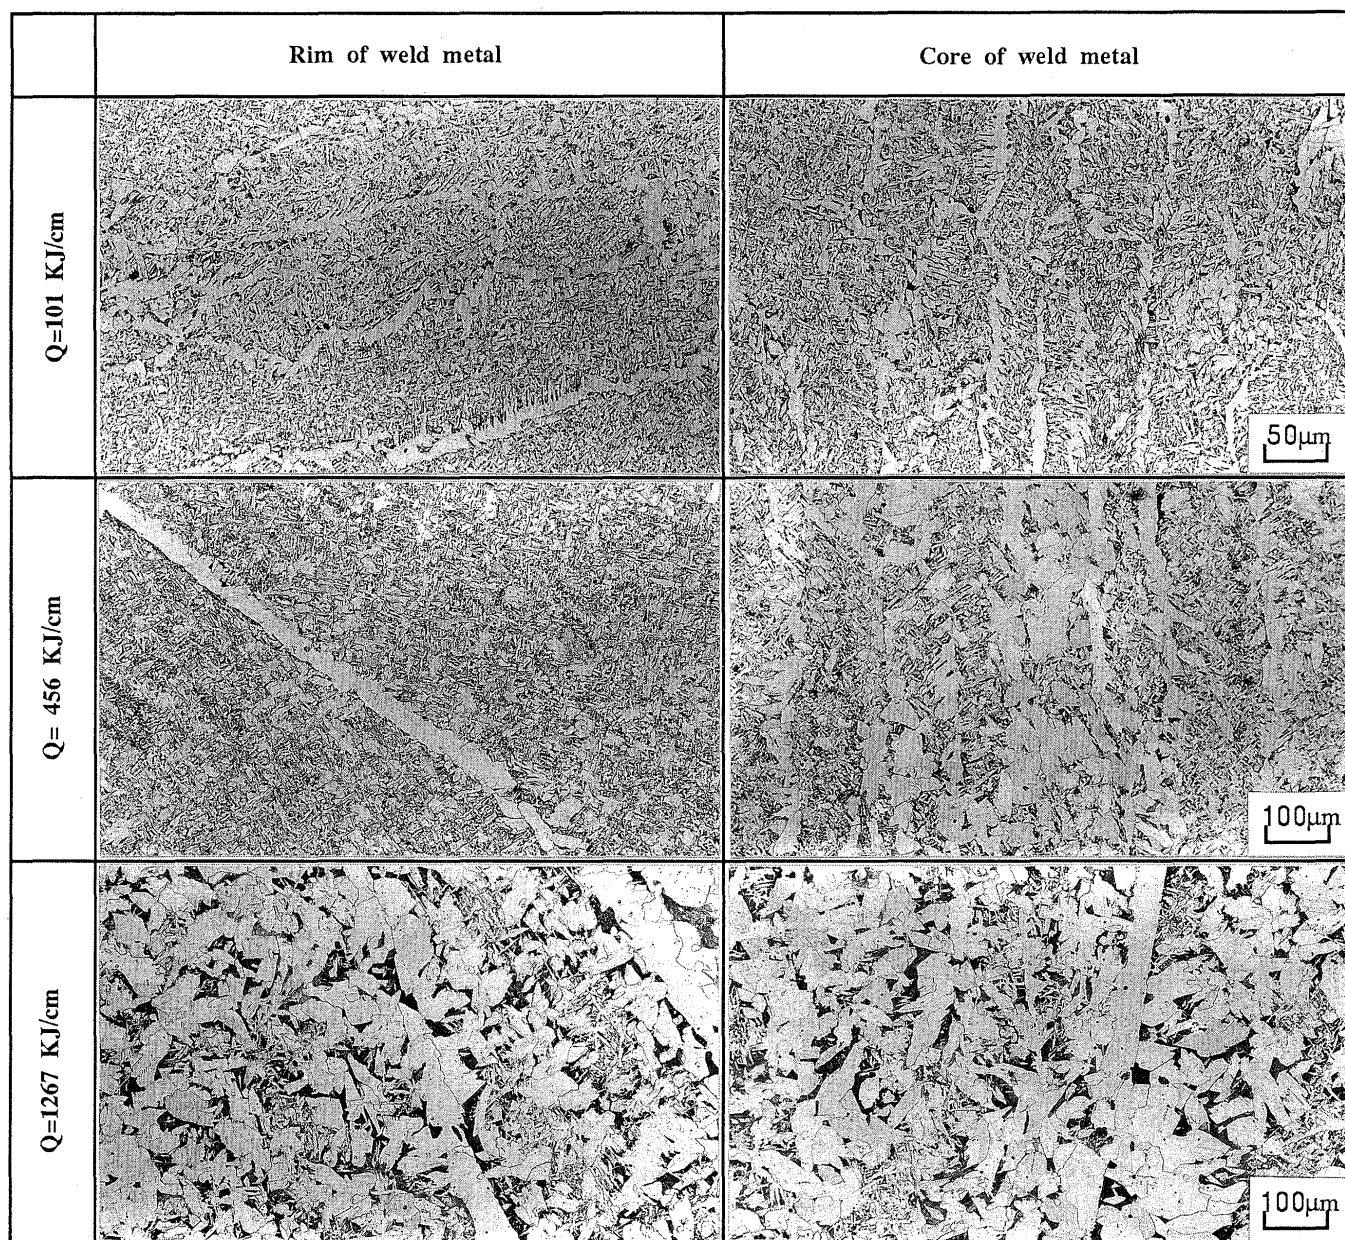 Rim of weld metal
Core of weld metal
Q=101 KJ/cm
50μm
Q= 456 KJ/cm
100μm
Q=1267 KJ/cm
100μm